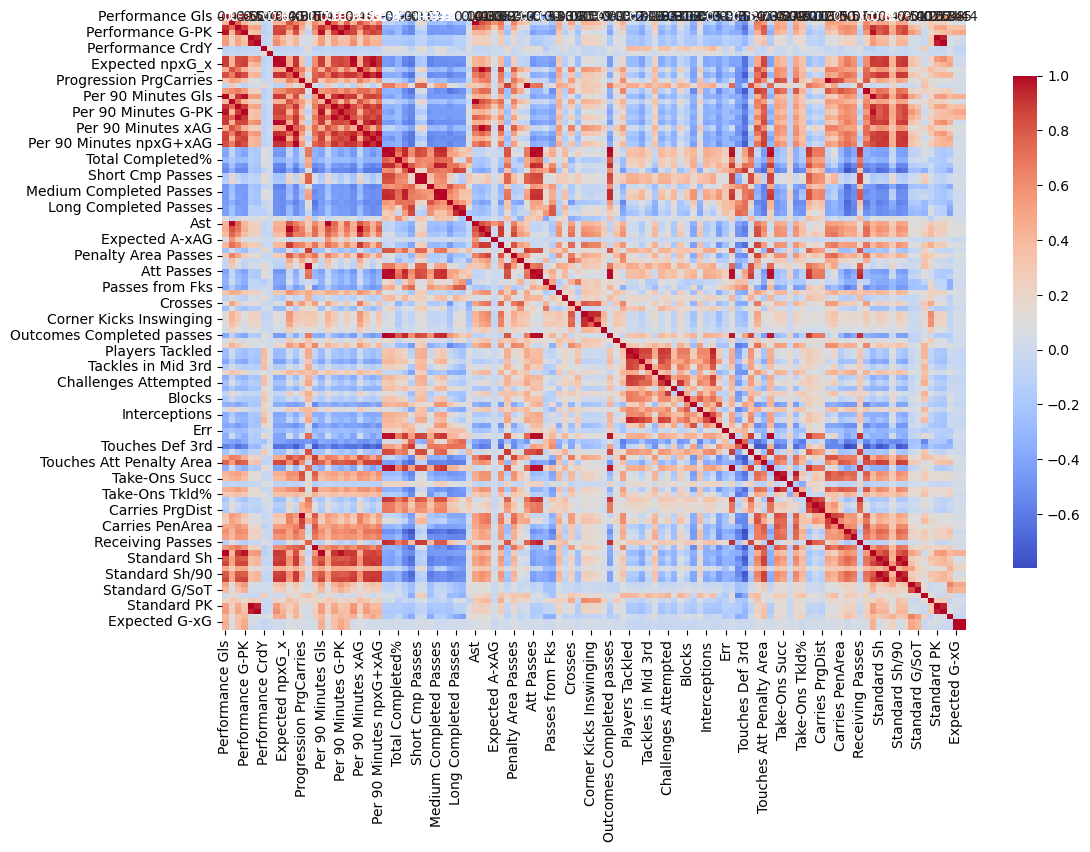 Performance Gls
Performance G-PK
Performance CrdY
Expected npxG_x
Progression PrgCarries
Per 90 Minutes Gls
Per 90 Minutes G-PK
Per 90 Minutes xAG
Per 90 Minutes npxG+xAG
Total Completed%
Short Cmp Passes
Medium Completed Passes
Long Completed Passes
Ast
Expected A-xAG
Penalty Area Passes
Att Passes
Passes from Fks
Crosses
Corner Kicks Inswinging
Outcomes Completed passes
Players Tackled
Tackles in Mid 3rd
Challenges Attempted
Blocks
Interceptions
Err
Touches Def 3rd
Touches Att Penalty Area
Take-Ons Succ
Take-Ons Tkld%
Carries PrgDist
Carries PenArea
Receiving Passes
Standard Sh
Standard Sh/90
Standard G/SoT
Standard PK
Expected G-xG
Performance Gls
Performance G-PK
Performance CrdY
Expected npxG_x
Progression PrgCarries
Per 90 Minutes Gls
Per 90 Minutes G-PK
Per 90 Minutes xAG
Per 90 Minutes npxG+xAG
Total Completed%
Short Cmp Passes
Medium Completed Passes
Long Completed Passes
Ast
Expected A-xAG
Penalty Area Passes
Att Passes
Passes from Fks
Crosses
Corner Kicks Inswinging
Outcomes Completed passes
Players Tackled
Tackles in Mid 3rd
Challenges Attempted
Blocks
Interceptions
Err
Touches Def 3rd
Touches Att Penalty Area
Take-Ons Succ
Take-Ons Tkld%
Carries PrgDist
Carries PenArea
Receiving Passes
Standard Sh
Standard Sh/90
Standard G/SoT
Standard PK
Expected G-xG
1.0
0.8
0.6
0.4
0.2
0.0
−0.2
−0.4
−0.6